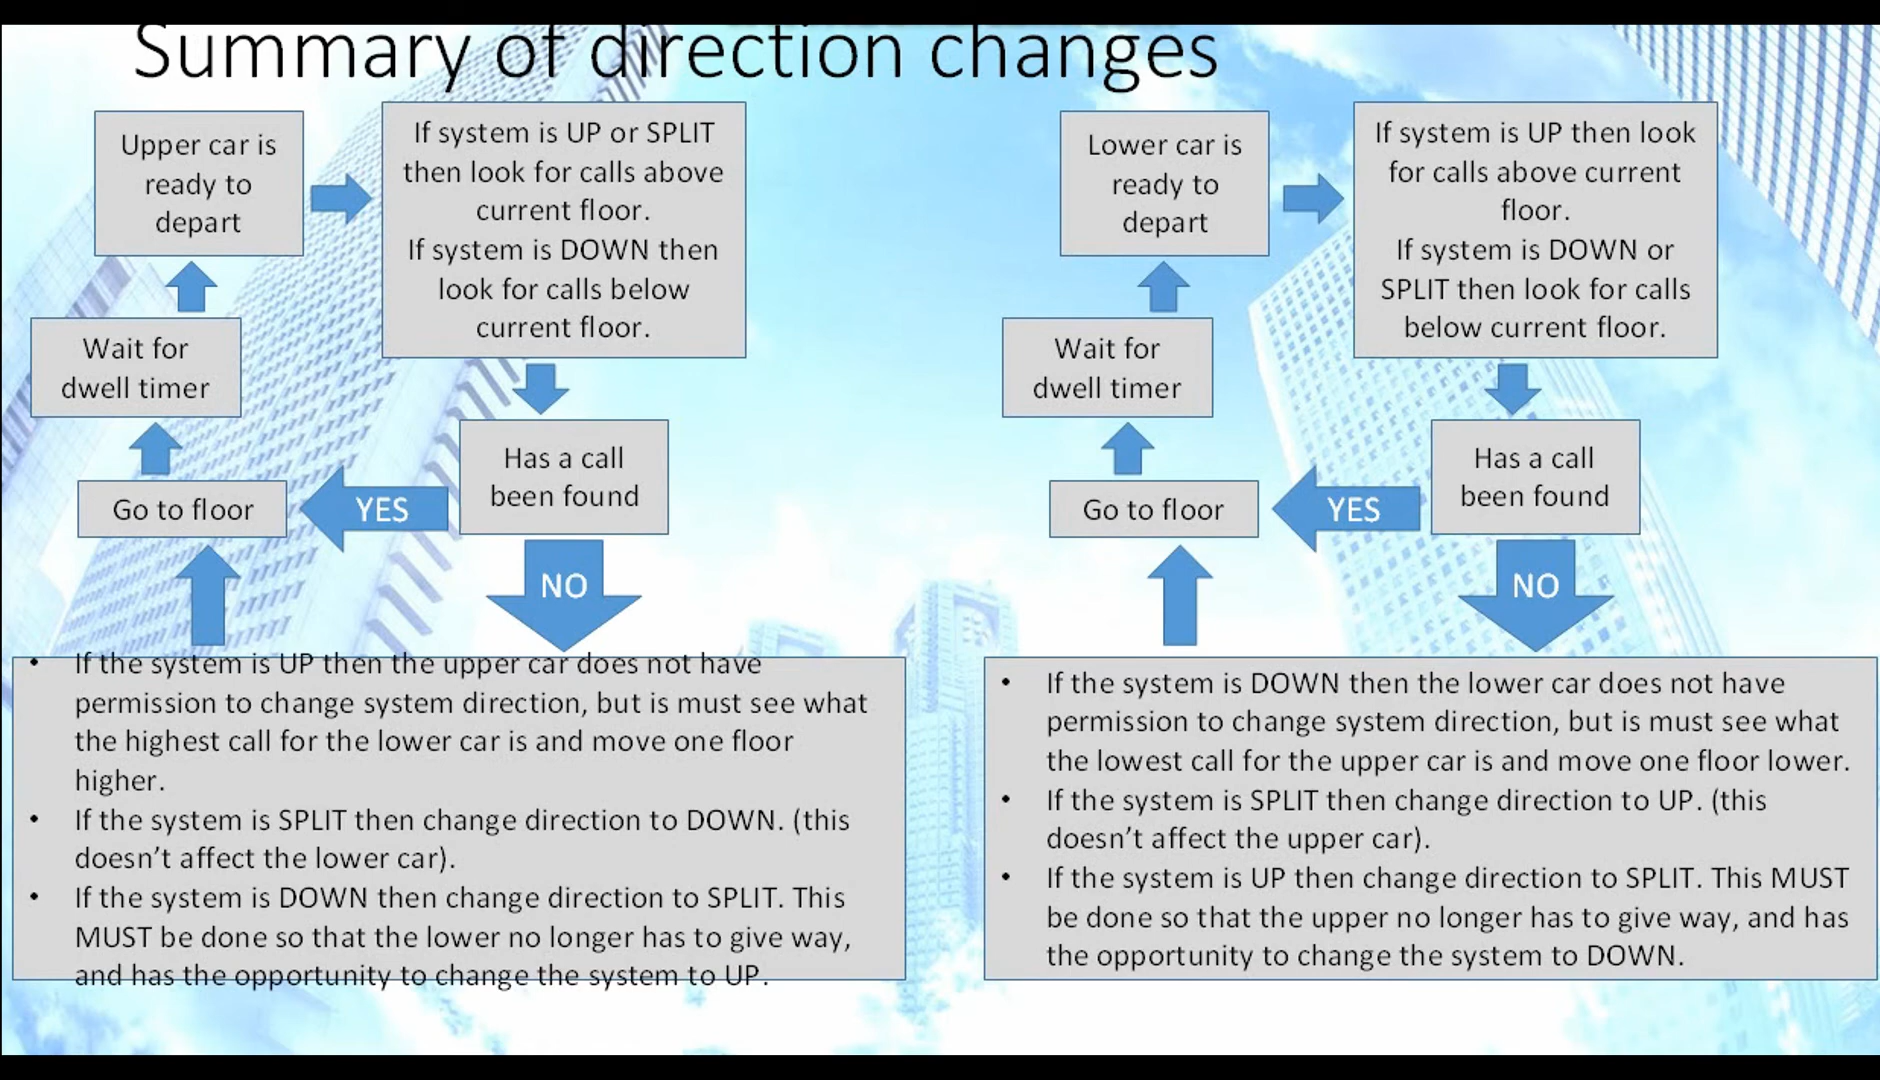 Summary of direction changes
Upper car is
ready to
depart
If system is UP or SPLIT
then look for calls above
current floor.
If system is DOWN then
look for calls below
current floor.
Wait for
dwell timer
Has a call
been found
YES
Go to floor
NO
• If the system is UP then the upper car does not have
permission to change system direction, but is must see what
the highest call for the lower car is and move one floor
higher.
• If the system is SPLIT then change direction to DOWN. (this
doesn't affect the lower car).
• If the system is DOWN then change direction to SPLIT. This
MUST be done so that the lower no longer has to give way,
and has the opportunity to change the system to UP.
Lower car is
ready to
depart
If system is UP then look
for calls above current
floor.
If system is DOWN or
SPLIT then look for calls
below current floor.
Wait for
dwell timer
Has a call
been found
YES
Go to floor
NO
• If the system is DOWN then the lower car does not have
permission to change system direction, but is must see what
the lowest call for the upper car is and move one floor lower.
• If the system is SPLIT then change direction to UP. (this
doesn't affect the upper car).
• If the system is UP then change direction to SPLIT. This MUST
be done so that the upper no longer has to give way, and has
the opportunity to change the system to DOWN.